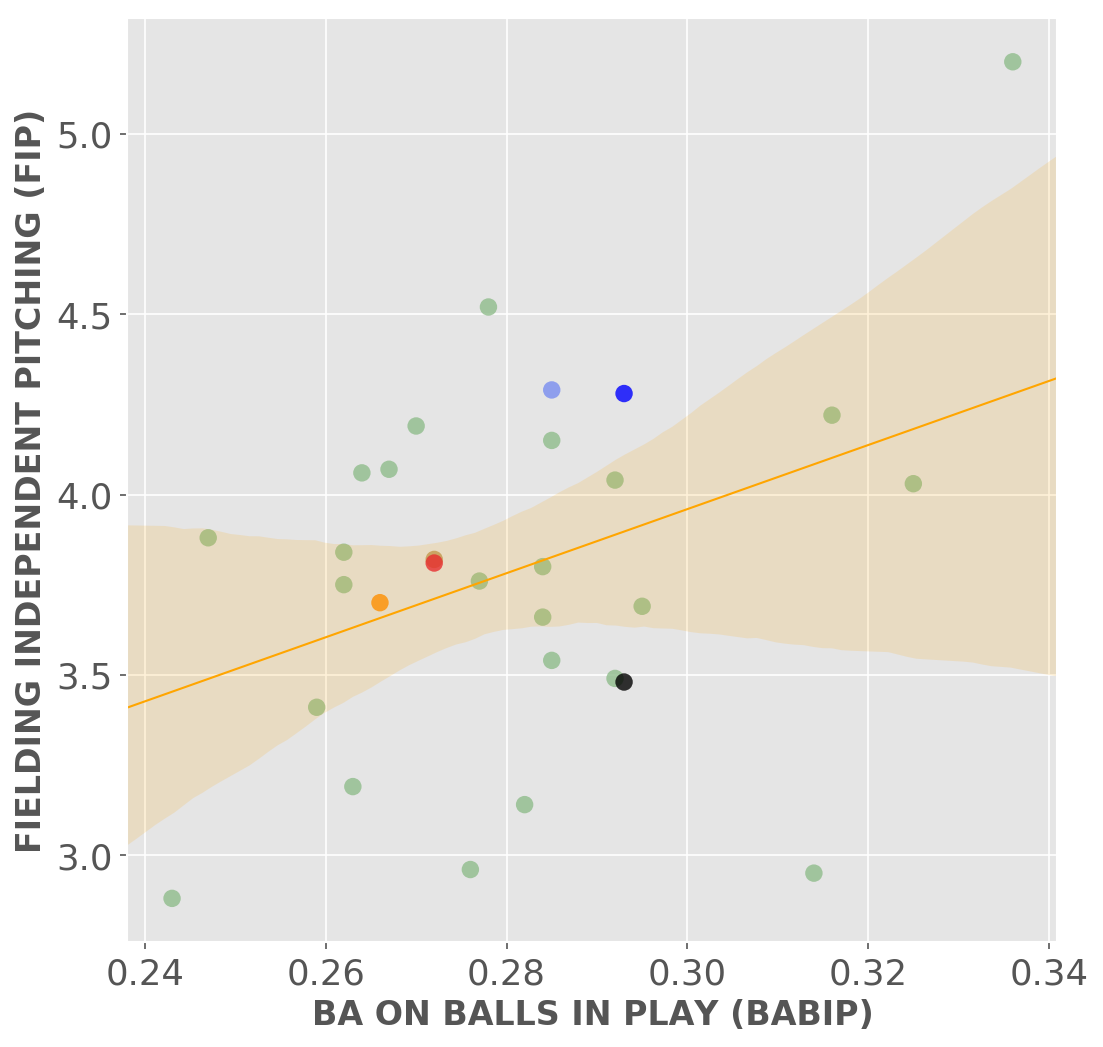 FIELDING INDEPENDENT PITCHING (FIP)
5.0
4.5
4.0
3.5
3.0
0.24 0.26 0.28 0.30 0.32 0.34
BA ON BALLS IN PLAY (BABIP)